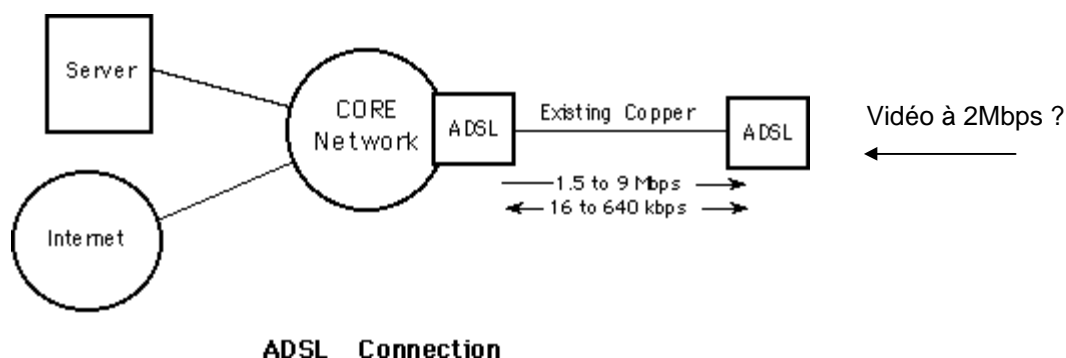 Server
CORE
Network
ADSL
Existing Copper
ADSL
Vidéo à 2Mbps ?
1.5 to 9 Mbps
16 to 640 kbps
Internet
ADSL Connection